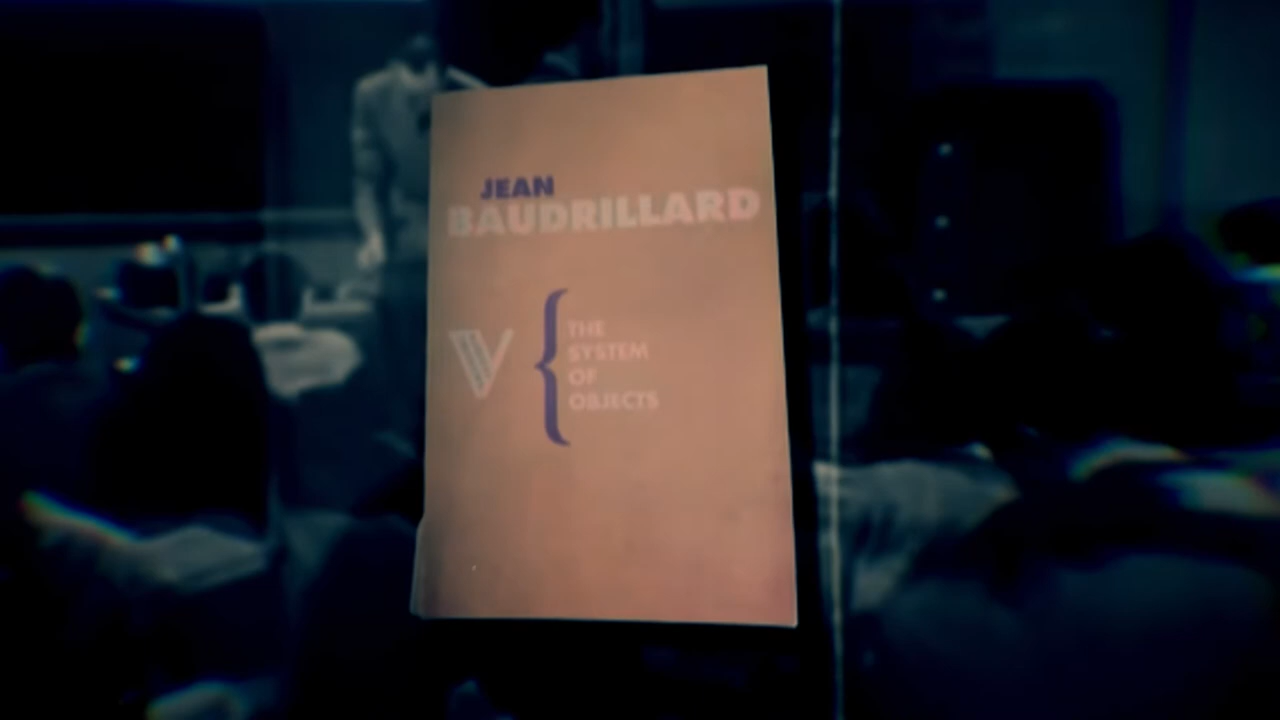 JEAN
BAUDRILLARD
V
THE
SYSTEM
OF
OBJECTS